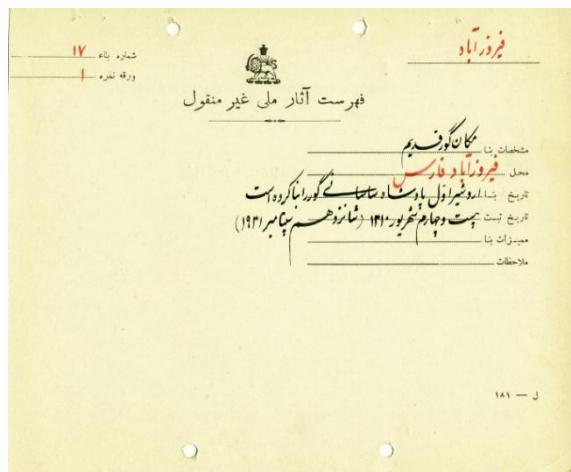 فیروزآباد
شماره بناء ۱۷
ورقه نمره ۱
فهرست آثار ملی غیر منقول
مشخصات بنا مکان گور قدیم
محل فیروزآباد فارس
تاریخ بنا اردشیر اوّل پادشاه ساسانی گور را بنا کرده است
تاریخ ثبت بیست و چهارم شهریور ۱۳۱۰ (شانزدهم سپتامبر ۱۹۳۱)
ممیزات بنا
ملاحظات
ل — ۱۸۱